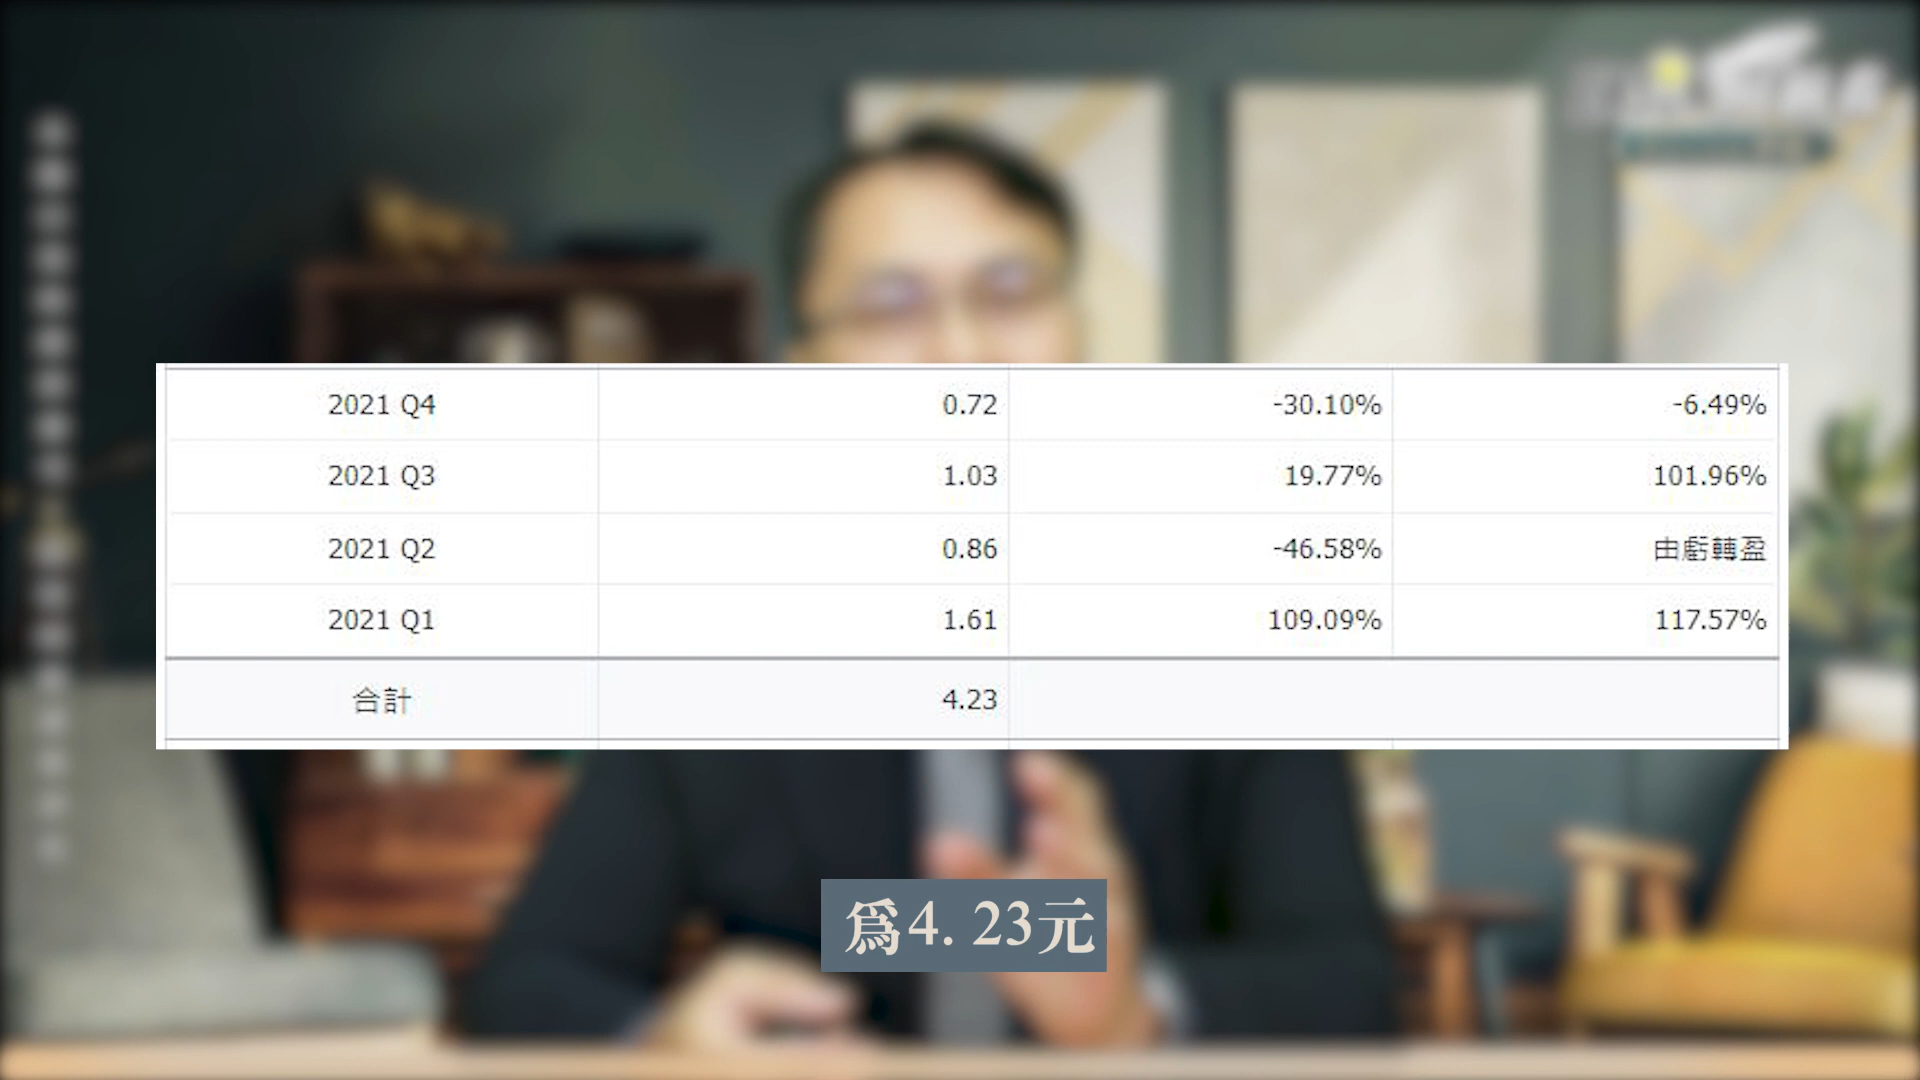 2021 Q4 0.72 -30.10% -6.49%
2021 Q3 1.03 19.77% 101.96%
2021 Q2 0.86 -46.58% 由虧轉盈
2021 Q1 1.61 109.09% 117.57%
合計 4.23
爲4.23元